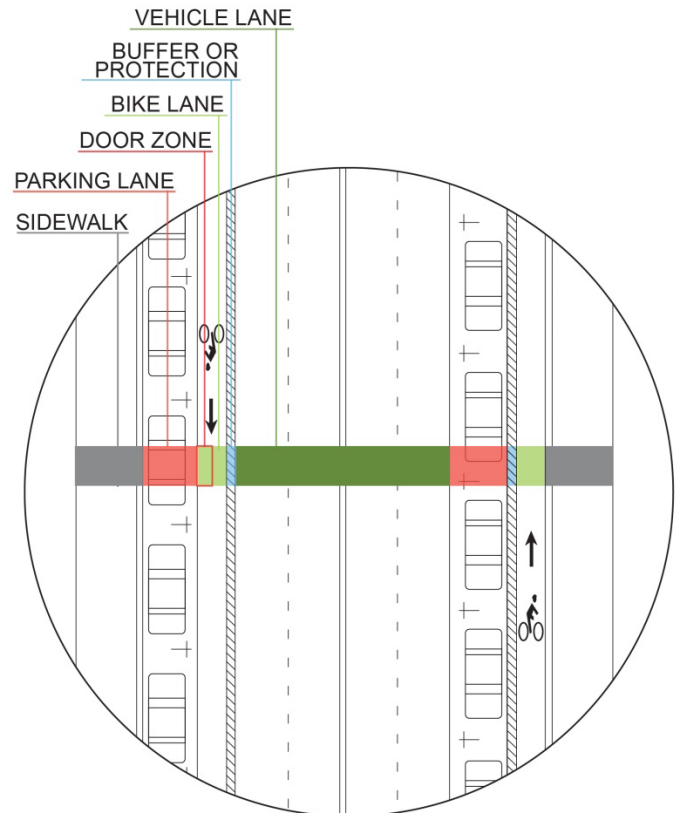 VEHICLE LANE
BUFFER OR
PROTECTION
BIKE LANE
DOOR ZONE
PARKING LANE
SIDEWALK